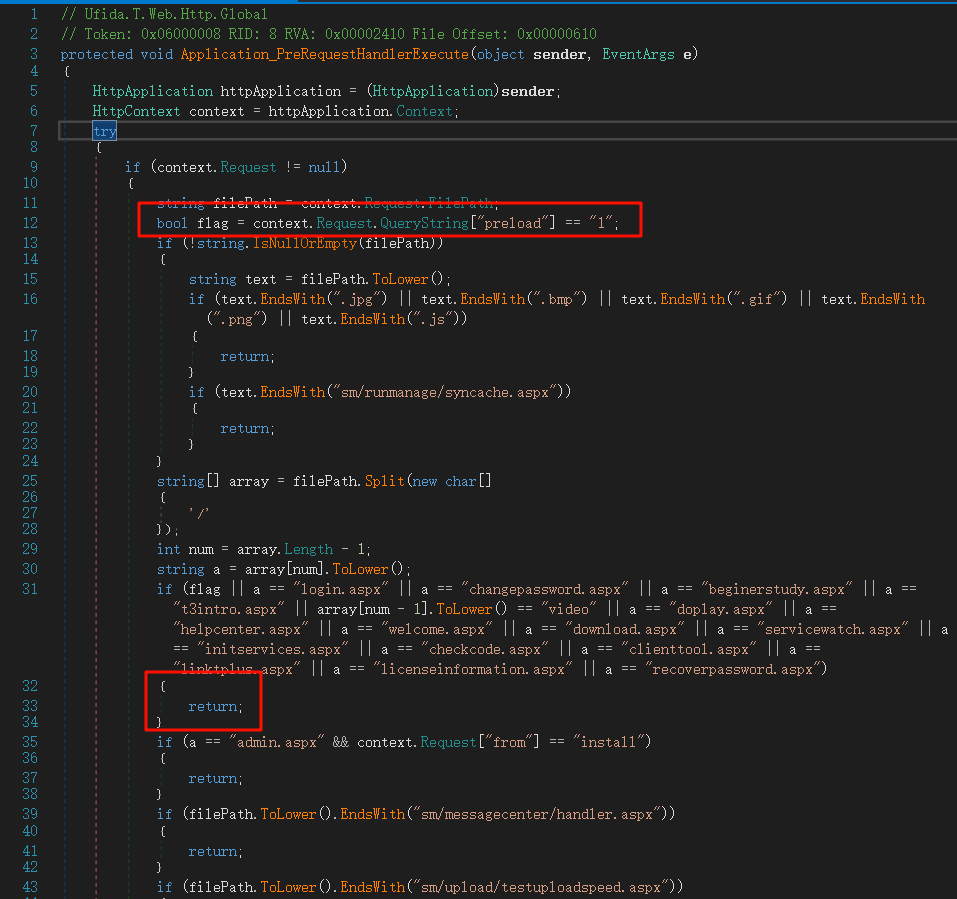 1 // Ufida.T.Web.Http.Global
2 // Token: 0x06000008 RID: 8 RVA: 0x00002410 File Offset: 0x00000610
3 protected void Application_PreRequestHandlerExecute(object sender, EventArgs e)
4 {
5 HttpApplication httpApplication = (HttpApplication)sender;
6 HttpContext context = httpApplication.Context;
7 try
8 {
9 if (context.Request != null)
10 {
11 string filePath = context.Request.FilePath;
12 bool flag = context.Request.QueryString["preload"] == "1";
13 if (!string.IsNullOrEmpty(filePath))
14 {
15 string text = filePath.ToLower();
16 if (text.EndsWith(".jpg") || text.EndsWith(".bmp") || text.EndsWith(".gif") || text.EndsWith
(".png") || text.EndsWith(".js"))
17 {
18 return;
19 }
20 if (text.EndsWith("sm/runmanage/syncache.aspx"))
21 {
22 return;
23 }
24 }
25 string[] array = filePath.Split(new char[]
26 {
27 '/'
28 });
29 int num = array.Length - 1;
30 string a = array[num].ToLower();
31 if (flag || a == "login.aspx" || a == "changepassword.aspx" || a == "beginerstudy.aspx" || a ==
"t3intro.aspx" || array[num - 1].ToLower() == "video" || a == "doplay.aspx" || a ==
"helpcenter.aspx" || a == "welcome.aspx" || a == "download.aspx" || a == "servicewatch.aspx" || a
== "initservices.aspx" || a == "checkcode.aspx" || a == "clienttool.aspx" || a ==
"linktplus.aspx" || a == "licenseinformation.aspx" || a == "recoverpassword.aspx")
32 {
33 return;
34 }
35 if (a == "admin.aspx" && context.Request["from"] == "install")
36 {
37 return;
38 }
39 if (filePath.ToLower().EndsWith("sm/messagecenter/handler.aspx"))
40 {
41 return;
42 }
43 if (filePath.ToLower().EndsWith("sm/upload/testuploadspeed.aspx"))